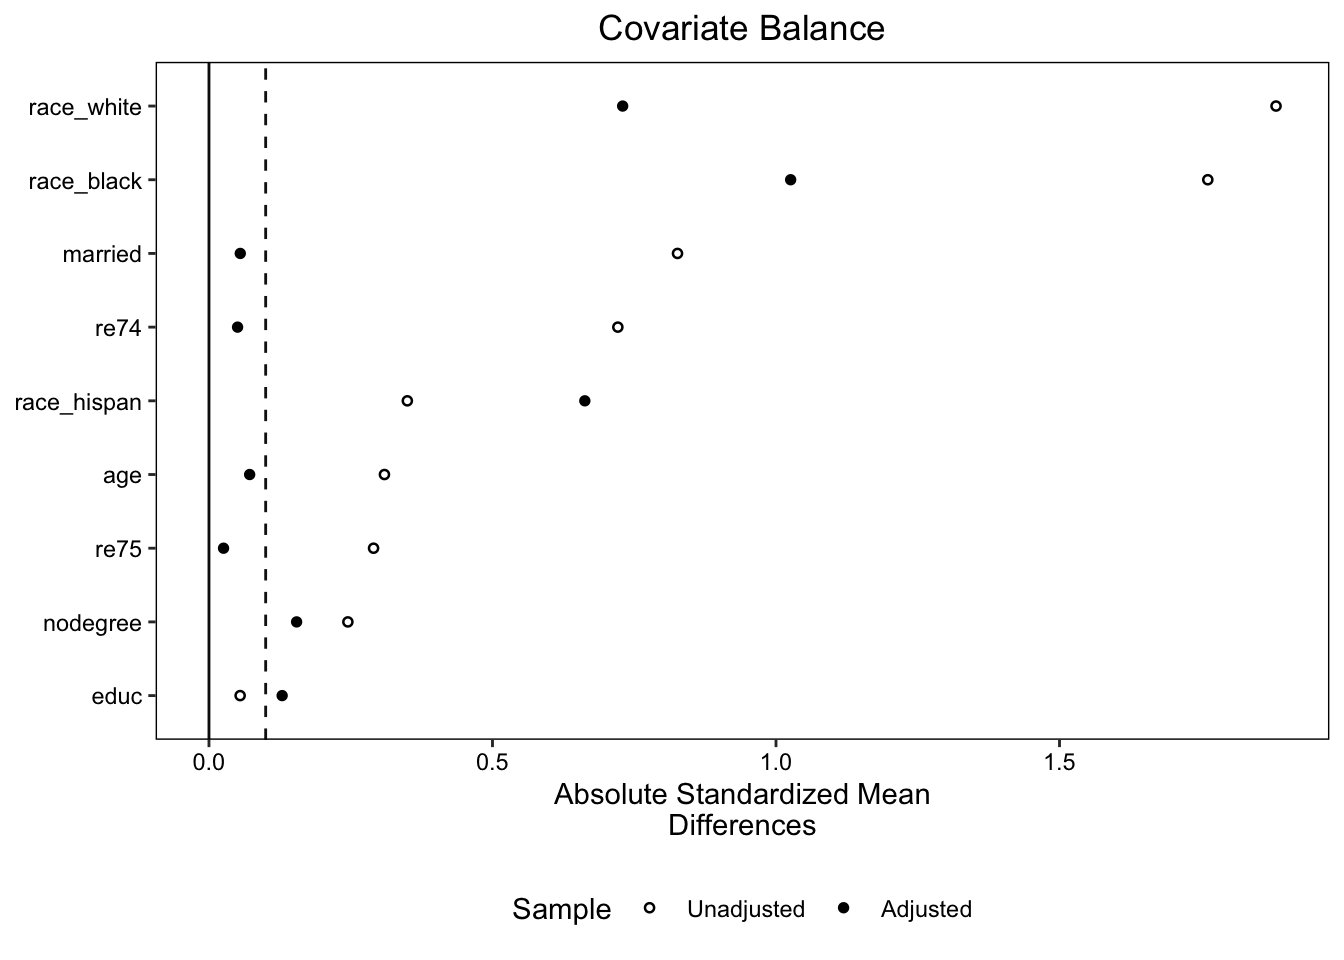 Covariate Balance
race_white
race_black
married
re74
race_hispan
age
re75
nodegree
educ
0.0 0.5 1.0 1.5
Absolute Standardized Mean
Differences
Sample Unadjusted Adjusted